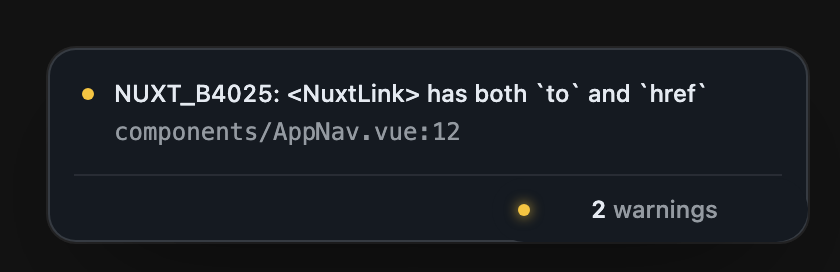 NUXT_B4025: <NuxtLink> has both `to` and `href`
components/AppNav.vue:12
2 warnings